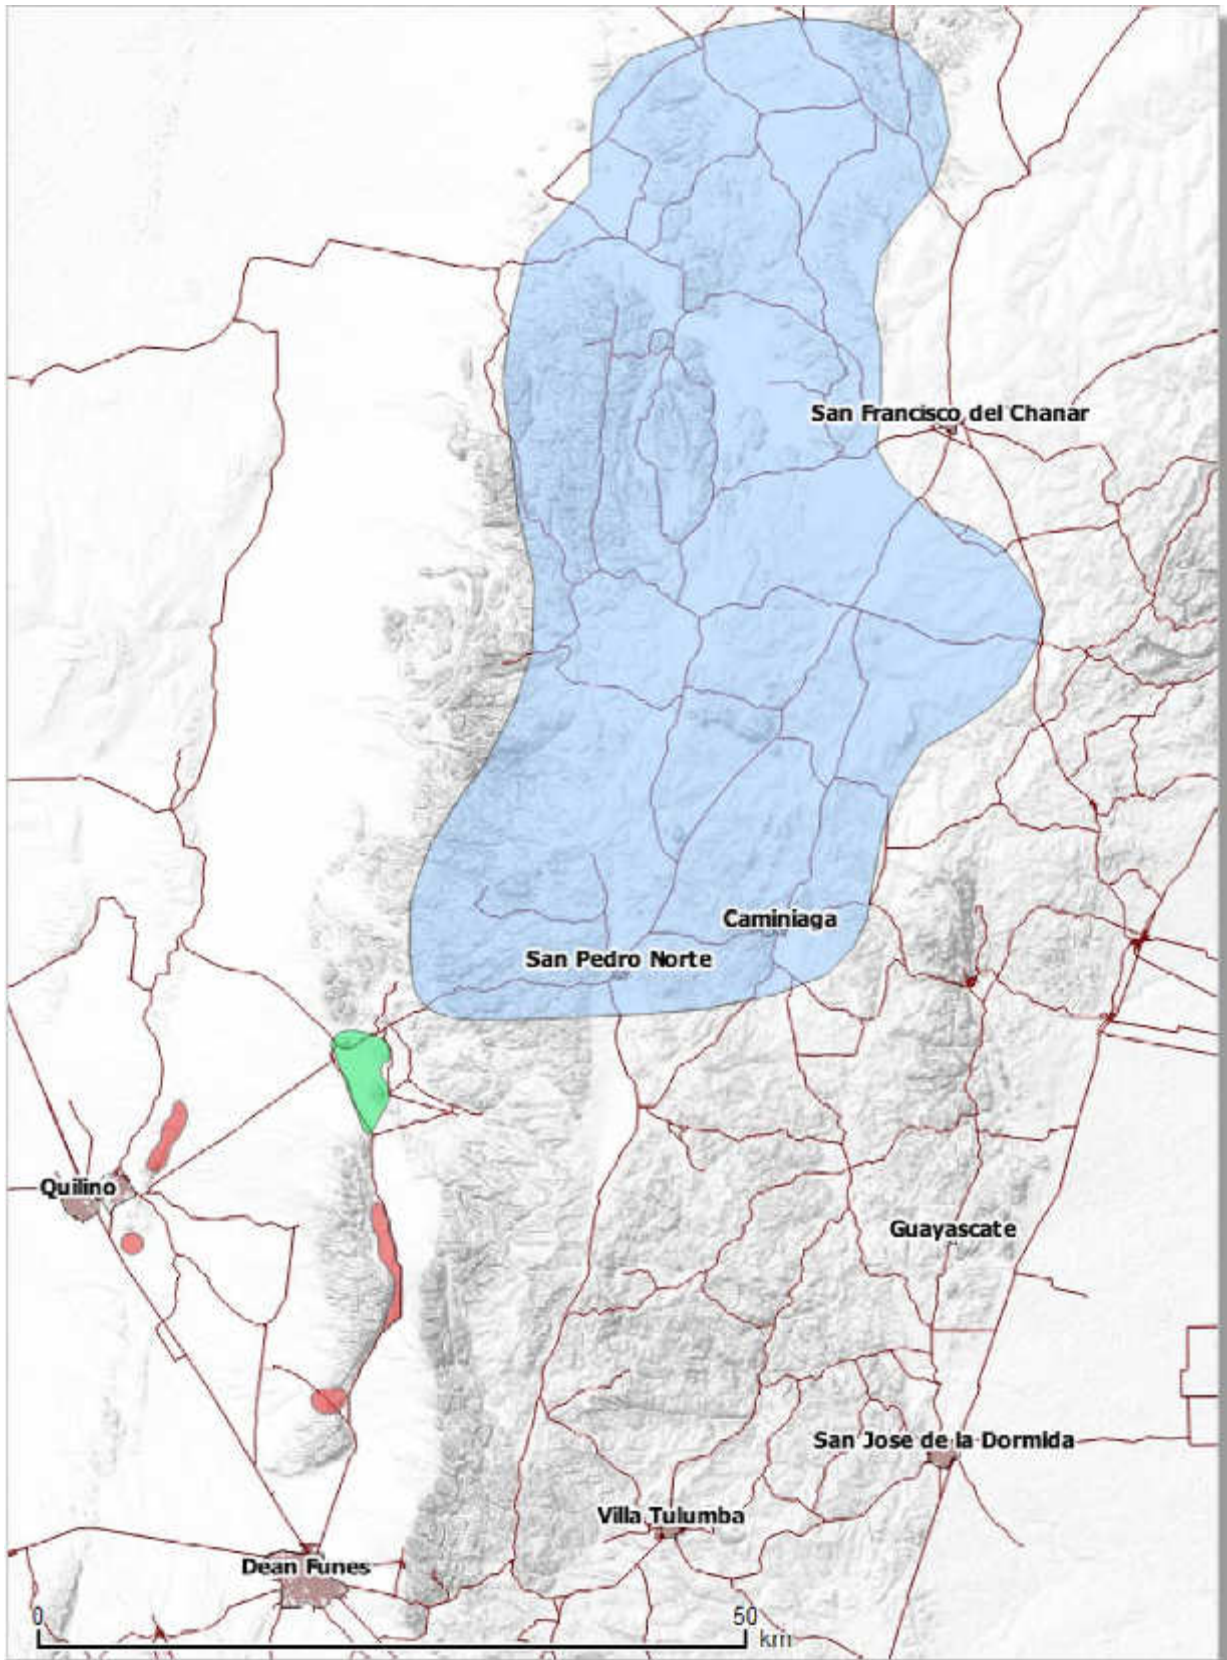 San Francisco del Chanar
Caminiaga
San Pedro Norte
Quilino
Guayascate
San Jose de la Dormida
Villa Tulumba
Dean Funes
0
50
km